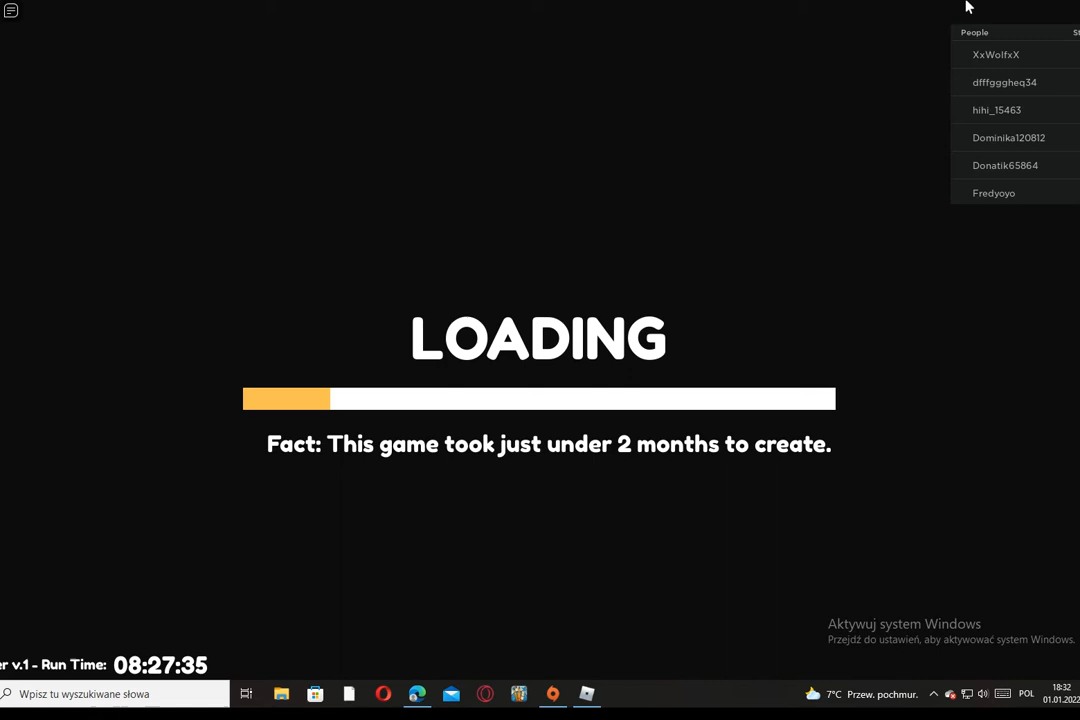 People
St
XxWolfxX
dfffgggheq34
hihi_15463
Dominika120812
Donatik65864
Fredyoyo
LOADING
Fact: This game took just under 2 months to create.
Aktywuj system Windows
Przejdź do ustawień, aby aktywować system Windows.
er v.1 - Run Time: 08:27:35
Wpisz tu wyszukiwane słowa
7°C Przew. pochmur.
POL
18:32
01.01.2022